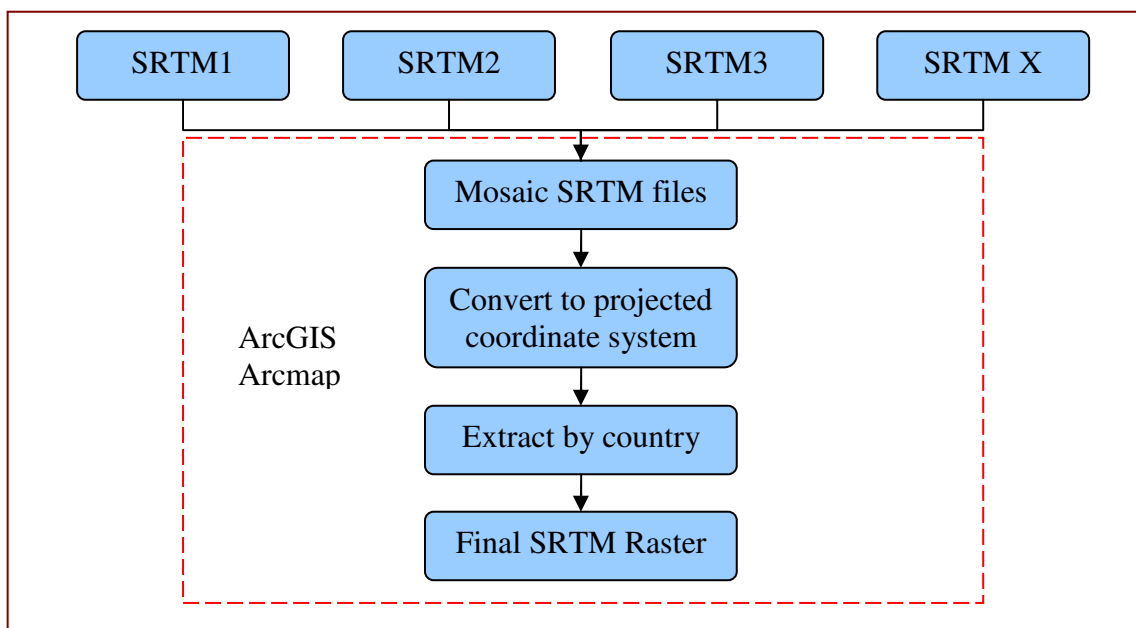 SRTM1
SRTM2
SRTM3
SRTM X
Mosaic SRTM files
Convert to projected
coordinate system
ArcGIS
Arcmap
Extract by country
Final SRTM Raster